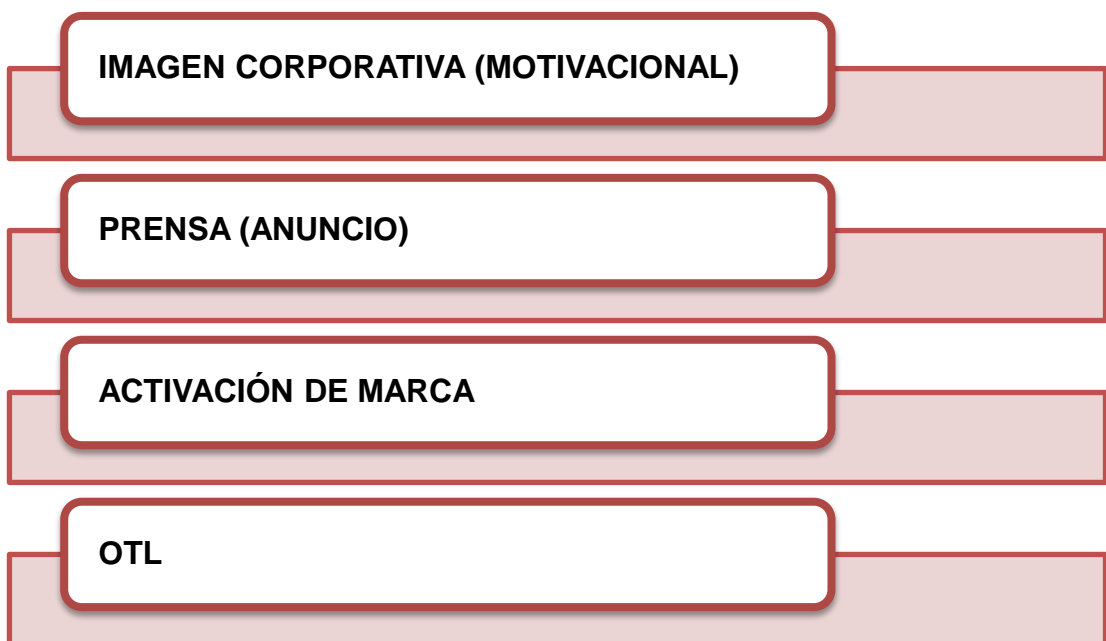 IMAGEN CORPORATIVA (MOTIVACIONAL)
PRENSA (ANUNCIO)
ACTIVACIÓN DE MARCA
OTL